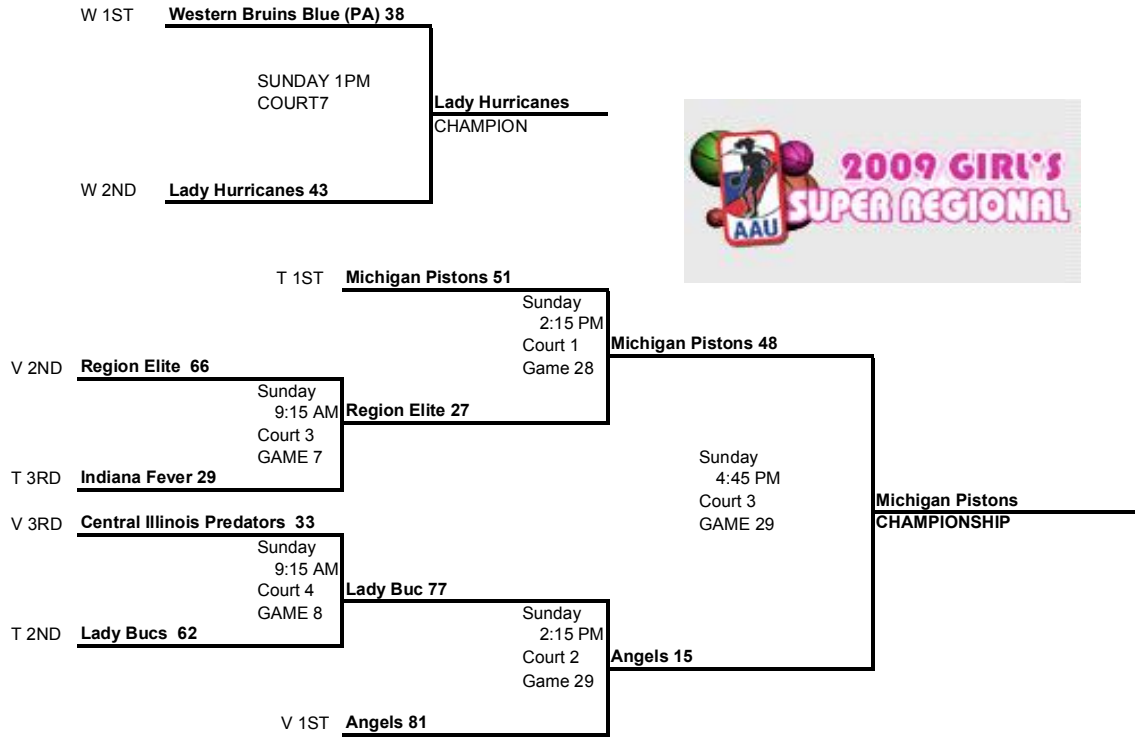 W 1ST Western Bruins Blue (PA) 38
SUNDAY 1PM
COURT7
Lady Hurricanes
CHAMPION
W 2ND Lady Hurricanes 43
2009 GIRL'S
SUPER REGIONAL
AAU
T 1ST Michigan Pistons 51
Sunday
2:15 PM
Court 1
Game 28
Michigan Pistons 48
V 2ND Region Elite 66
Sunday
9:15 AM
Court 3
GAME 7
Region Elite 27
T 3RD Indiana Fever 29
Sunday
4:45 PM
Court 3
GAME 29
Michigan Pistons
CHAMPIONSHIP
V 3RD Central Illinois Predators 33
Sunday
9:15 AM
Court 4
GAME 8
Lady Buc 77
T 2ND Lady Bucs 62
Sunday
2:15 PM
Court 2
Game 29
Angels 15
V 1ST Angels 81